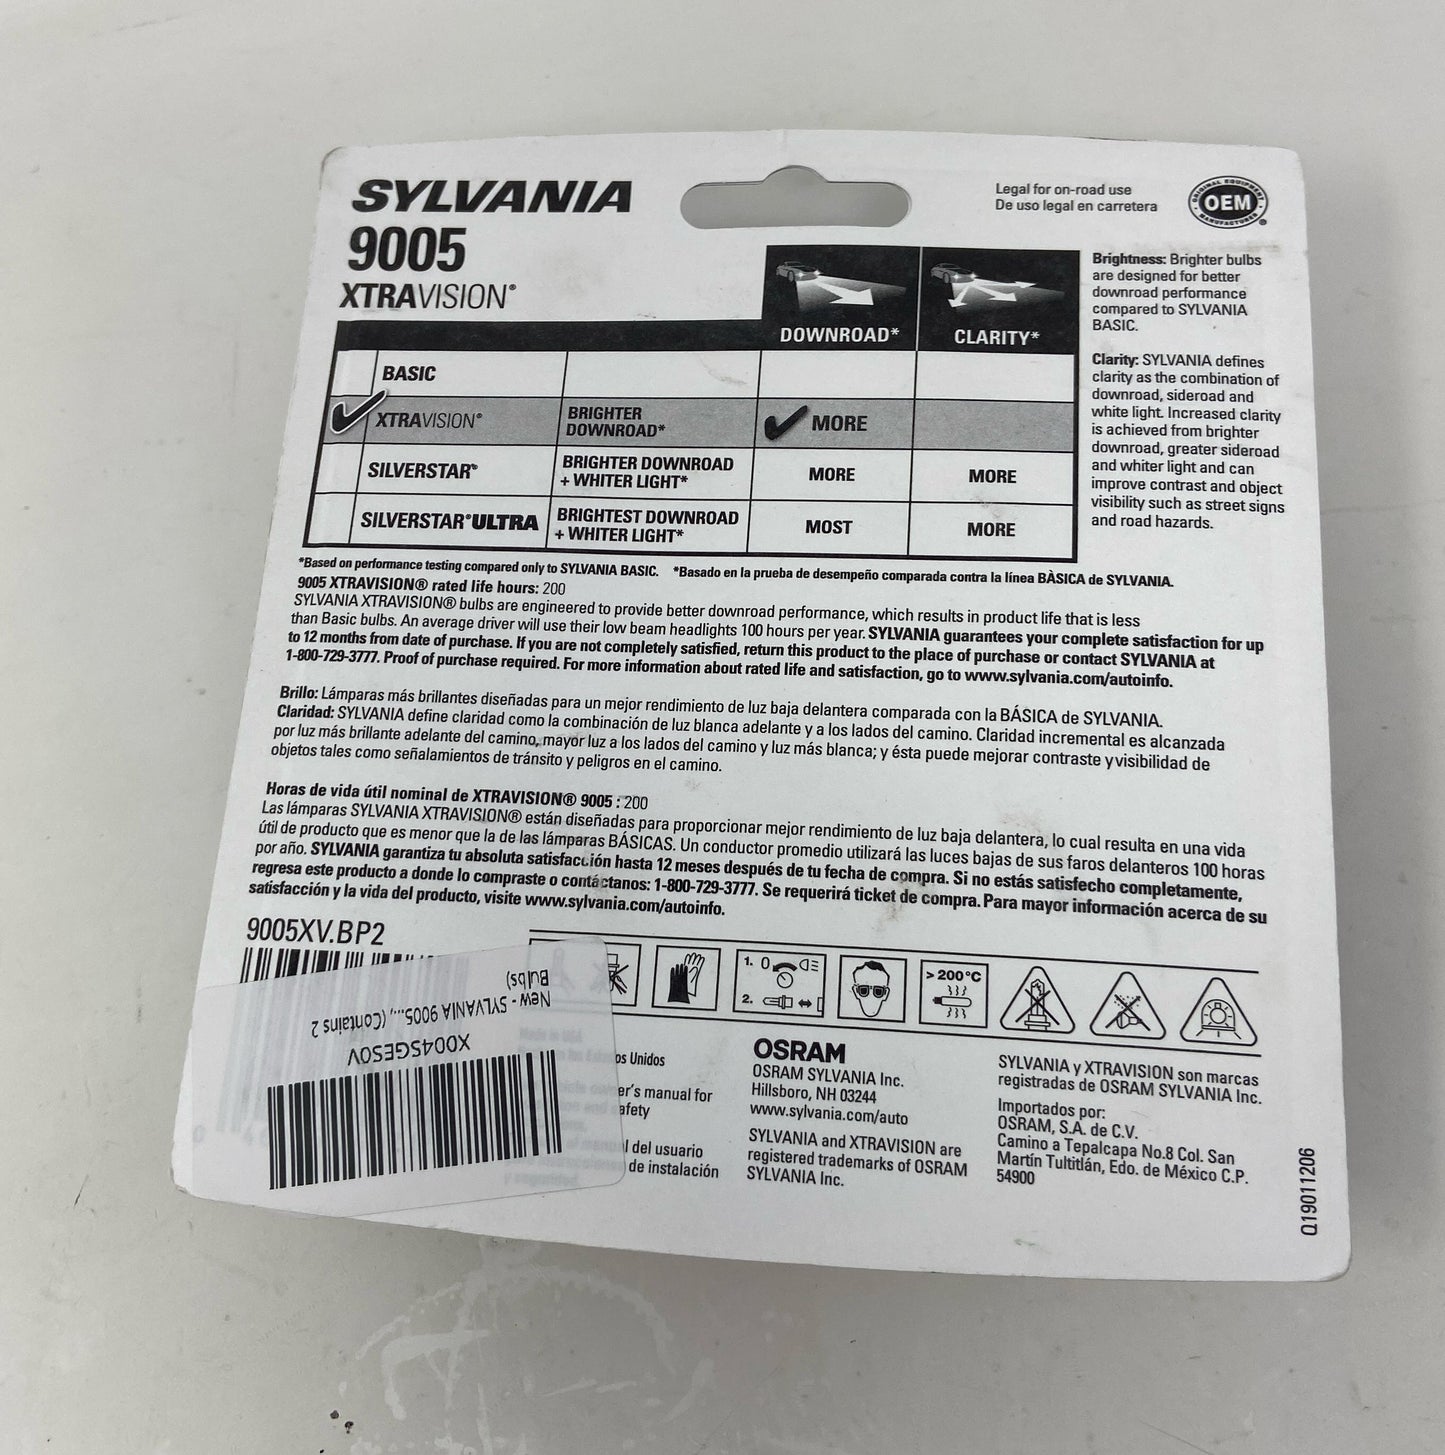 SYLVANIA
9005
XTRAVISION®
Legal for on-road use
De uso legal en carretera
ORIGINAL EQUIPMENT
OEM
MANUFACTURER
®
DOWNROAD*
CLARITY*
BASIC
XTRAVISION®
BRIGHTER
DOWNROAD*
MORE
SILVERSTAR®
BRIGHTER DOWNROAD
+ WHITER LIGHT*
MORE
MORE
SILVERSTAR®ULTRA
BRIGHTEST DOWNROAD
+ WHITER LIGHT*
MOST
MORE
Brightness: Brighter bulbs
are designed for better
downroad performance
compared to SYLVANIA
BASIC.
Clarity: SYLVANIA defines
clarity as the combination of
downroad, sideroad and
white light. Increased clarity
is achieved from brighter
downroad, greater sideroad
and whiter light and can
improve contrast and object
visibility such as street signs
and road hazards.
*Based on performance testing compared only to SYLVANIA BASIC. *Basado en la prueba de desempeño comparada contra la línea BÀSICA de SYLVANIA.
9005 XTRAVISION® rated life hours: 200
SYLVANIA XTRAVISION® bulbs are engineered to provide better downroad performance, which results in product life that is less
than Basic bulbs. An average driver will use their low beam headlights 100 hours per year. SYLVANIA guarantees your complete satisfaction for up
to 12 months from date of purchase. If you are not completely satisfied, return this product to the place of purchase or contact SYLVANIA at
1-800-729-3777. Proof of purchase required. For more information about rated life and satisfaction, go to www.sylvania.com/autoinfo.
Brillo: Lámparas más brillantes diseñadas para un mejor rendimiento de luz baja delantera comparada con la BÁSICA de SYLVANIA.
Claridad: SYLVANIA define claridad como la combinación de luz blanca adelante y a los lados del camino. Claridad incremental es alcanzada
por luz más brillante adelante del camino, mayor luz a los lados del camino y luz más blanca; y ésta puede mejorar contraste y visibilidad de
objetos tales como señalamientos de tránsito y peligros en el camino.
Horas de vida útil nominal de XTRAVISION® 9005 : 200
Las lámparas SYLVANIA XTRAVISION® están diseñadas para proporcionar mejor rendimiento de luz baja delantera, lo cual resulta en una vida
útil de producto que es menor que la de las lámparas BÁSICAS. Un conductor promedio utilizará las luces bajas de sus faros delanteros 100 horas
por año. SYLVANIA garantiza tu absoluta satisfacción hasta 12 meses después de tu fecha de compra. Si no estás satisfecho completamente,
regresa este producto a donde lo compraste o contáctanos: 1-800-729-3777. Se requerirá ticket de compra. Para mayor información acerca de su
satisfacción y la vida del producto, visite www.sylvania.com/autoinfo.
9005XV.BP2
1. 0
2.
> 200 °C
X004SGES0V
New - SYLVANIA 9005..., (Contains 2
Bulbs)
Made in USA
os Unidos
er's manual for
afety
l del usuario
de instalación
y seguridad.
OSRAM
OSRAM SYLVANIA Inc.
Hillsboro, NH 03244
www.sylvania.com/auto
SYLVANIA and XTRAVISION are
registered trademarks of OSRAM
SYLVANIA Inc.
SYLVANIA y XTRAVISION son marcas
registradas de OSRAM SYLVANIA Inc.
Importados por:
OSRAM, S.A. de C.V.
Camino a Tepalcapa No.8 Col. San
Martín Tultitlán, Edo. de México C.P.
54900
Q19011206